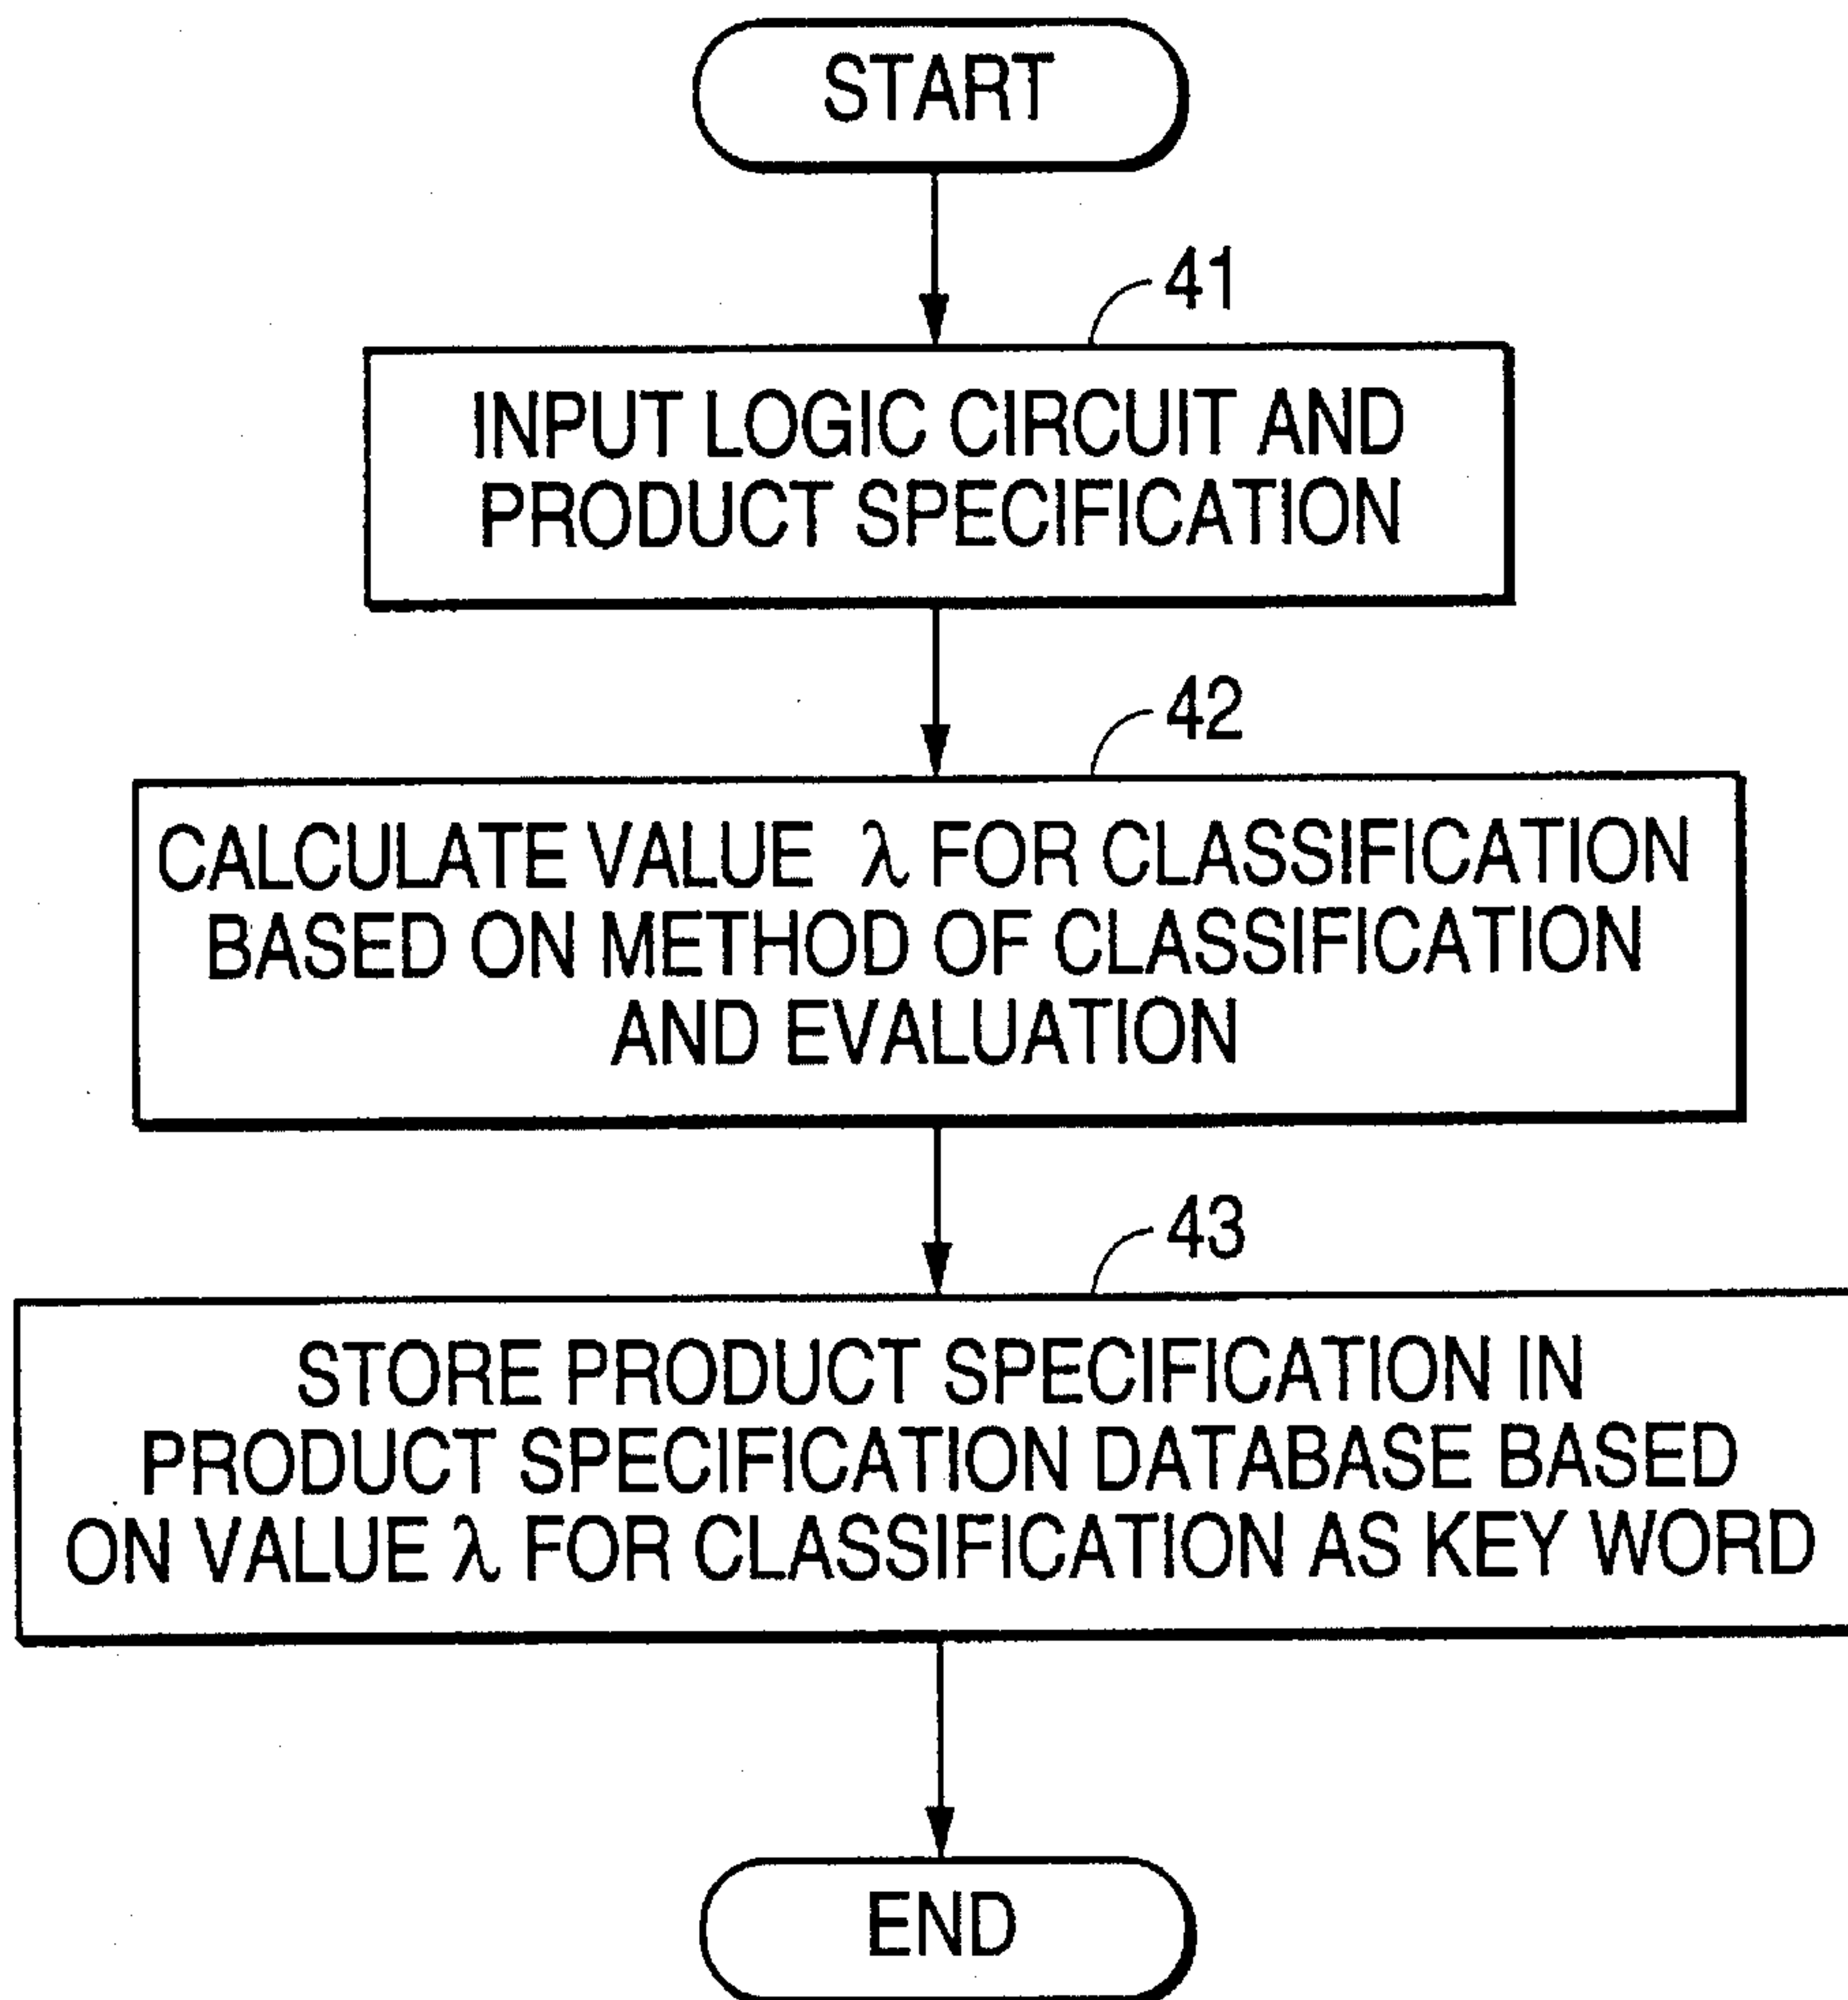 START
41
INPUT LOGIC CIRCUIT AND
PRODUCT SPECIFICATION
42
CALCULATE VALUE λ FOR CLASSIFICATION
BASED ON METHOD OF CLASSIFICATION
AND EVALUATION
43
STORE PRODUCT SPECIFICATION IN
PRODUCT SPECIFICATION DATABASE BASED
ON VALUE λ FOR CLASSIFICATION AS KEY WORD
END